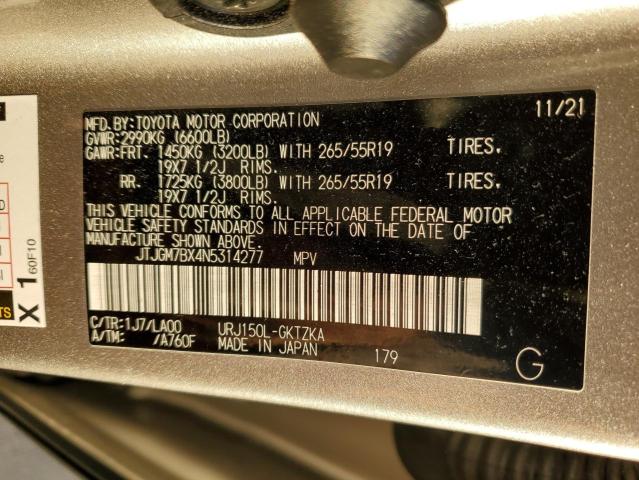 MFD.BY:TOYOTA MOTOR CORPORATION 11/21
GVWR:2990KG (6600LB)
GAWR:FRT. 1450KG (3200LB) WITH 265/55R19 TIRES.
19X7 1/2J RIMS.
RR. 1725KG (3800LB) WITH 265/55R19 TIRES.
19X7 1/2J RIMS.
THIS VEHICLE CONFORMS TO ALL APPLICABLE FEDERAL MOTOR
VEHICLE SAFETY STANDARDS IN EFFECT ON THE DATE OF
MANUFACTURE SHOWN ABOVE.
JTJGM7BX4N5314277 MPV
C/TR:1J7/LA00 URJ150L-GKTZKA
A/TM: /A760F MADE IN JAPAN 179
G
X 1 60F10